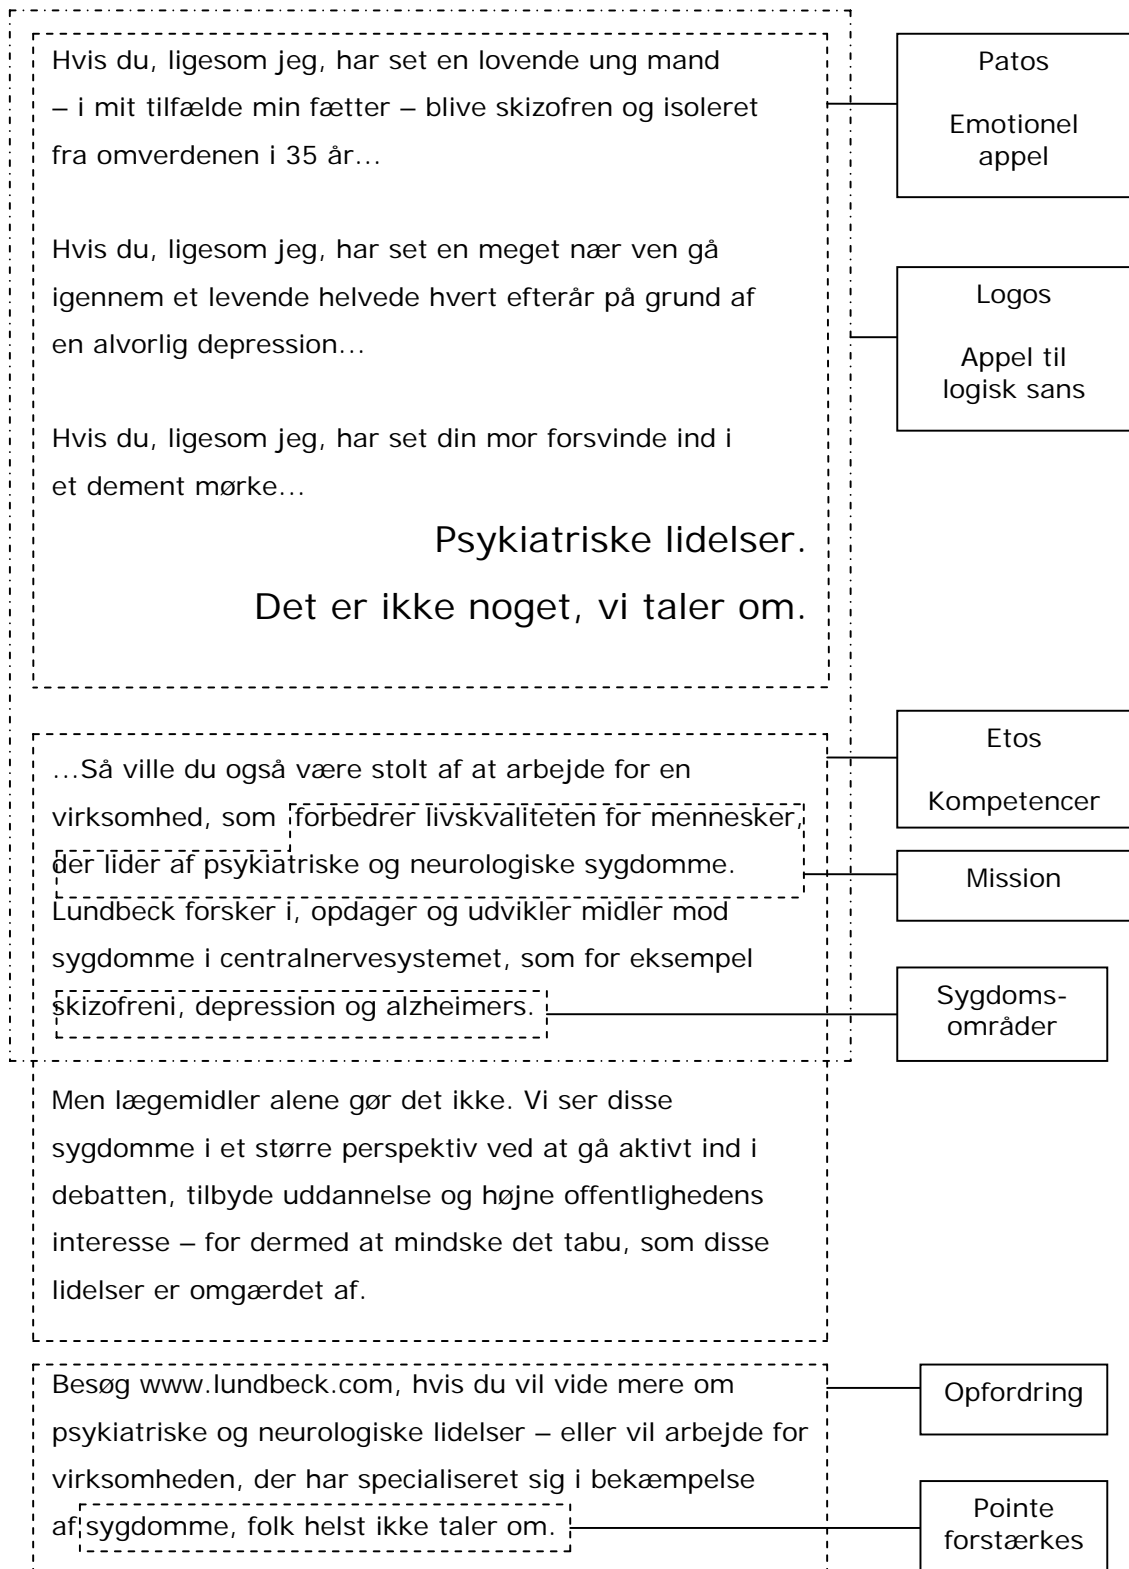 Hvis du, ligesom jeg, har set en lovende ung mand
– i mit tilfælde min fætter – blive skizofren og isoleret
fra omverdenen i 35 år...
Patos
Emotionel
appel
Hvis du, ligesom jeg, har set en meget nær ven gå
igennem et levende helvede hvert efterår på grund af
en alvorlig depression...
Logos
Appel til
logisk sans
Hvis du, ligesom jeg, har set din mor forsvinde ind i
et dement mørke...
Psykiatriske lidelser.
Det er ikke noget, vi taler om.
...Så ville du også være stolt af at arbejde for en
virksomhed, som forbedrer livskvaliteten for mennesker,
der lider af psykiatriske og neurologiske sygdomme.
Lundbeck forsker i, opdager og udvikler midler mod
sygdomme i centralnervesystemet, som for eksempel
skizofreni, depression og alzheimers.
Etos
Kompetencer
Mission
Sygdoms-
områder
Men lægemidler alene gør det ikke. Vi ser disse
sygdomme i et større perspektiv ved at gå aktivt ind i
debatten, tilbyde uddannelse og højne offentlighedens
interesse – for dermed at mindske det tabu, som disse
lidelser er omgærdet af.
Besøg www.lundbeck.com, hvis du vil vide mere om
psykiatriske og neurologiske lidelser – eller vil arbejde for
virksomheden, der har specialiseret sig i bekæmpelse
af sygdomme, folk helst ikke taler om.
Opfordring
Pointe
forstærkes